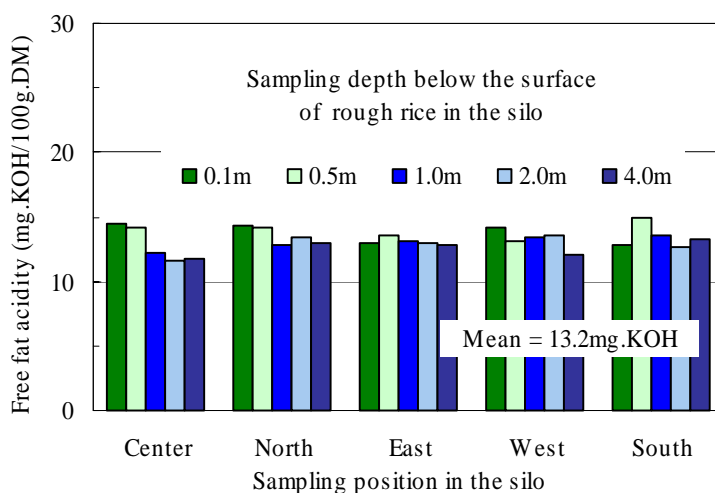 30
Sampling depth below the surface
of rough rice in the silo
20
0.1m 0.5m 1.0m 2.0m 4.0m
10
Mean = 13.2mg.KOH
0
Free fat acidity (mg.KOH/100g.DM)
Center North East West South
Sampling position in the silo